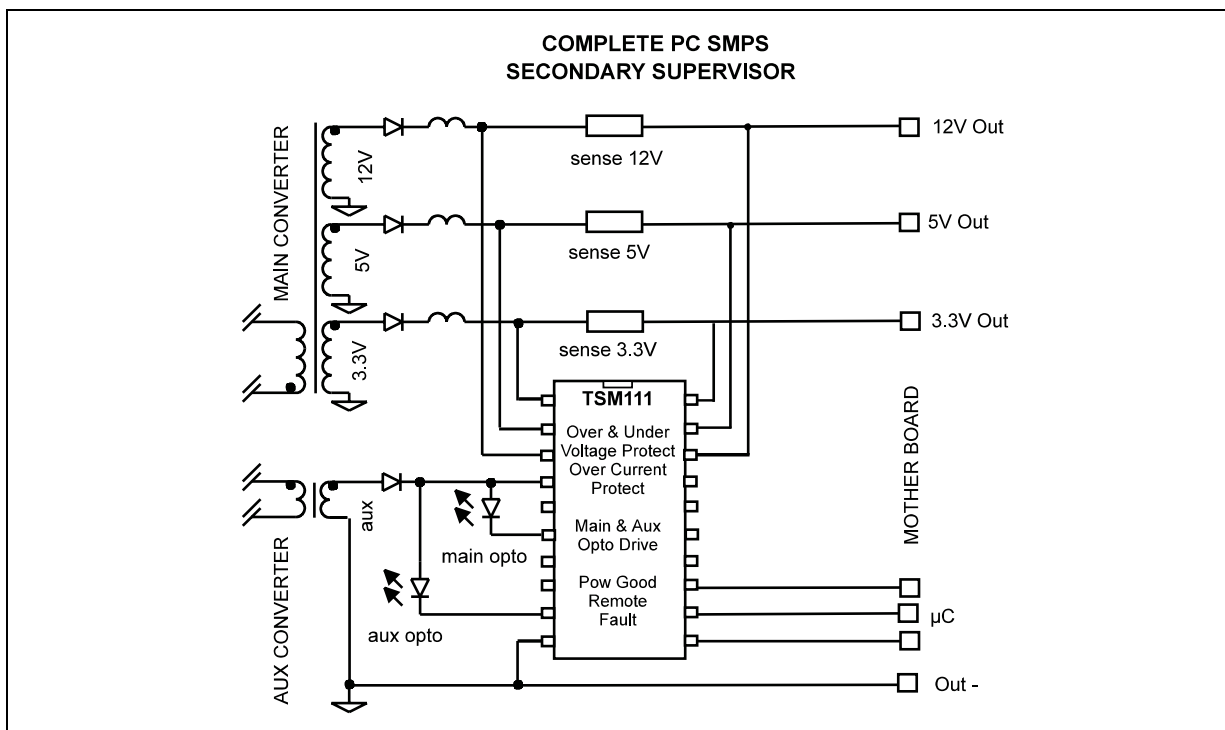 COMPLETE PC SMPS
SECONDARY SUPERVISOR
MAIN CONVERTER
12V
5V
3.3V
sense 12V
sense 5V
sense 3.3V
12V Out
5V Out
3.3V Out
TSM111
Over & Under
Voltage Protect
Over Current
Protect
Main & Aux
Opto Drive
Pow Good
Remote
Fault
AUX CONVERTER
aux
main opto
aux opto
MOTHER BOARD
µC
Out -